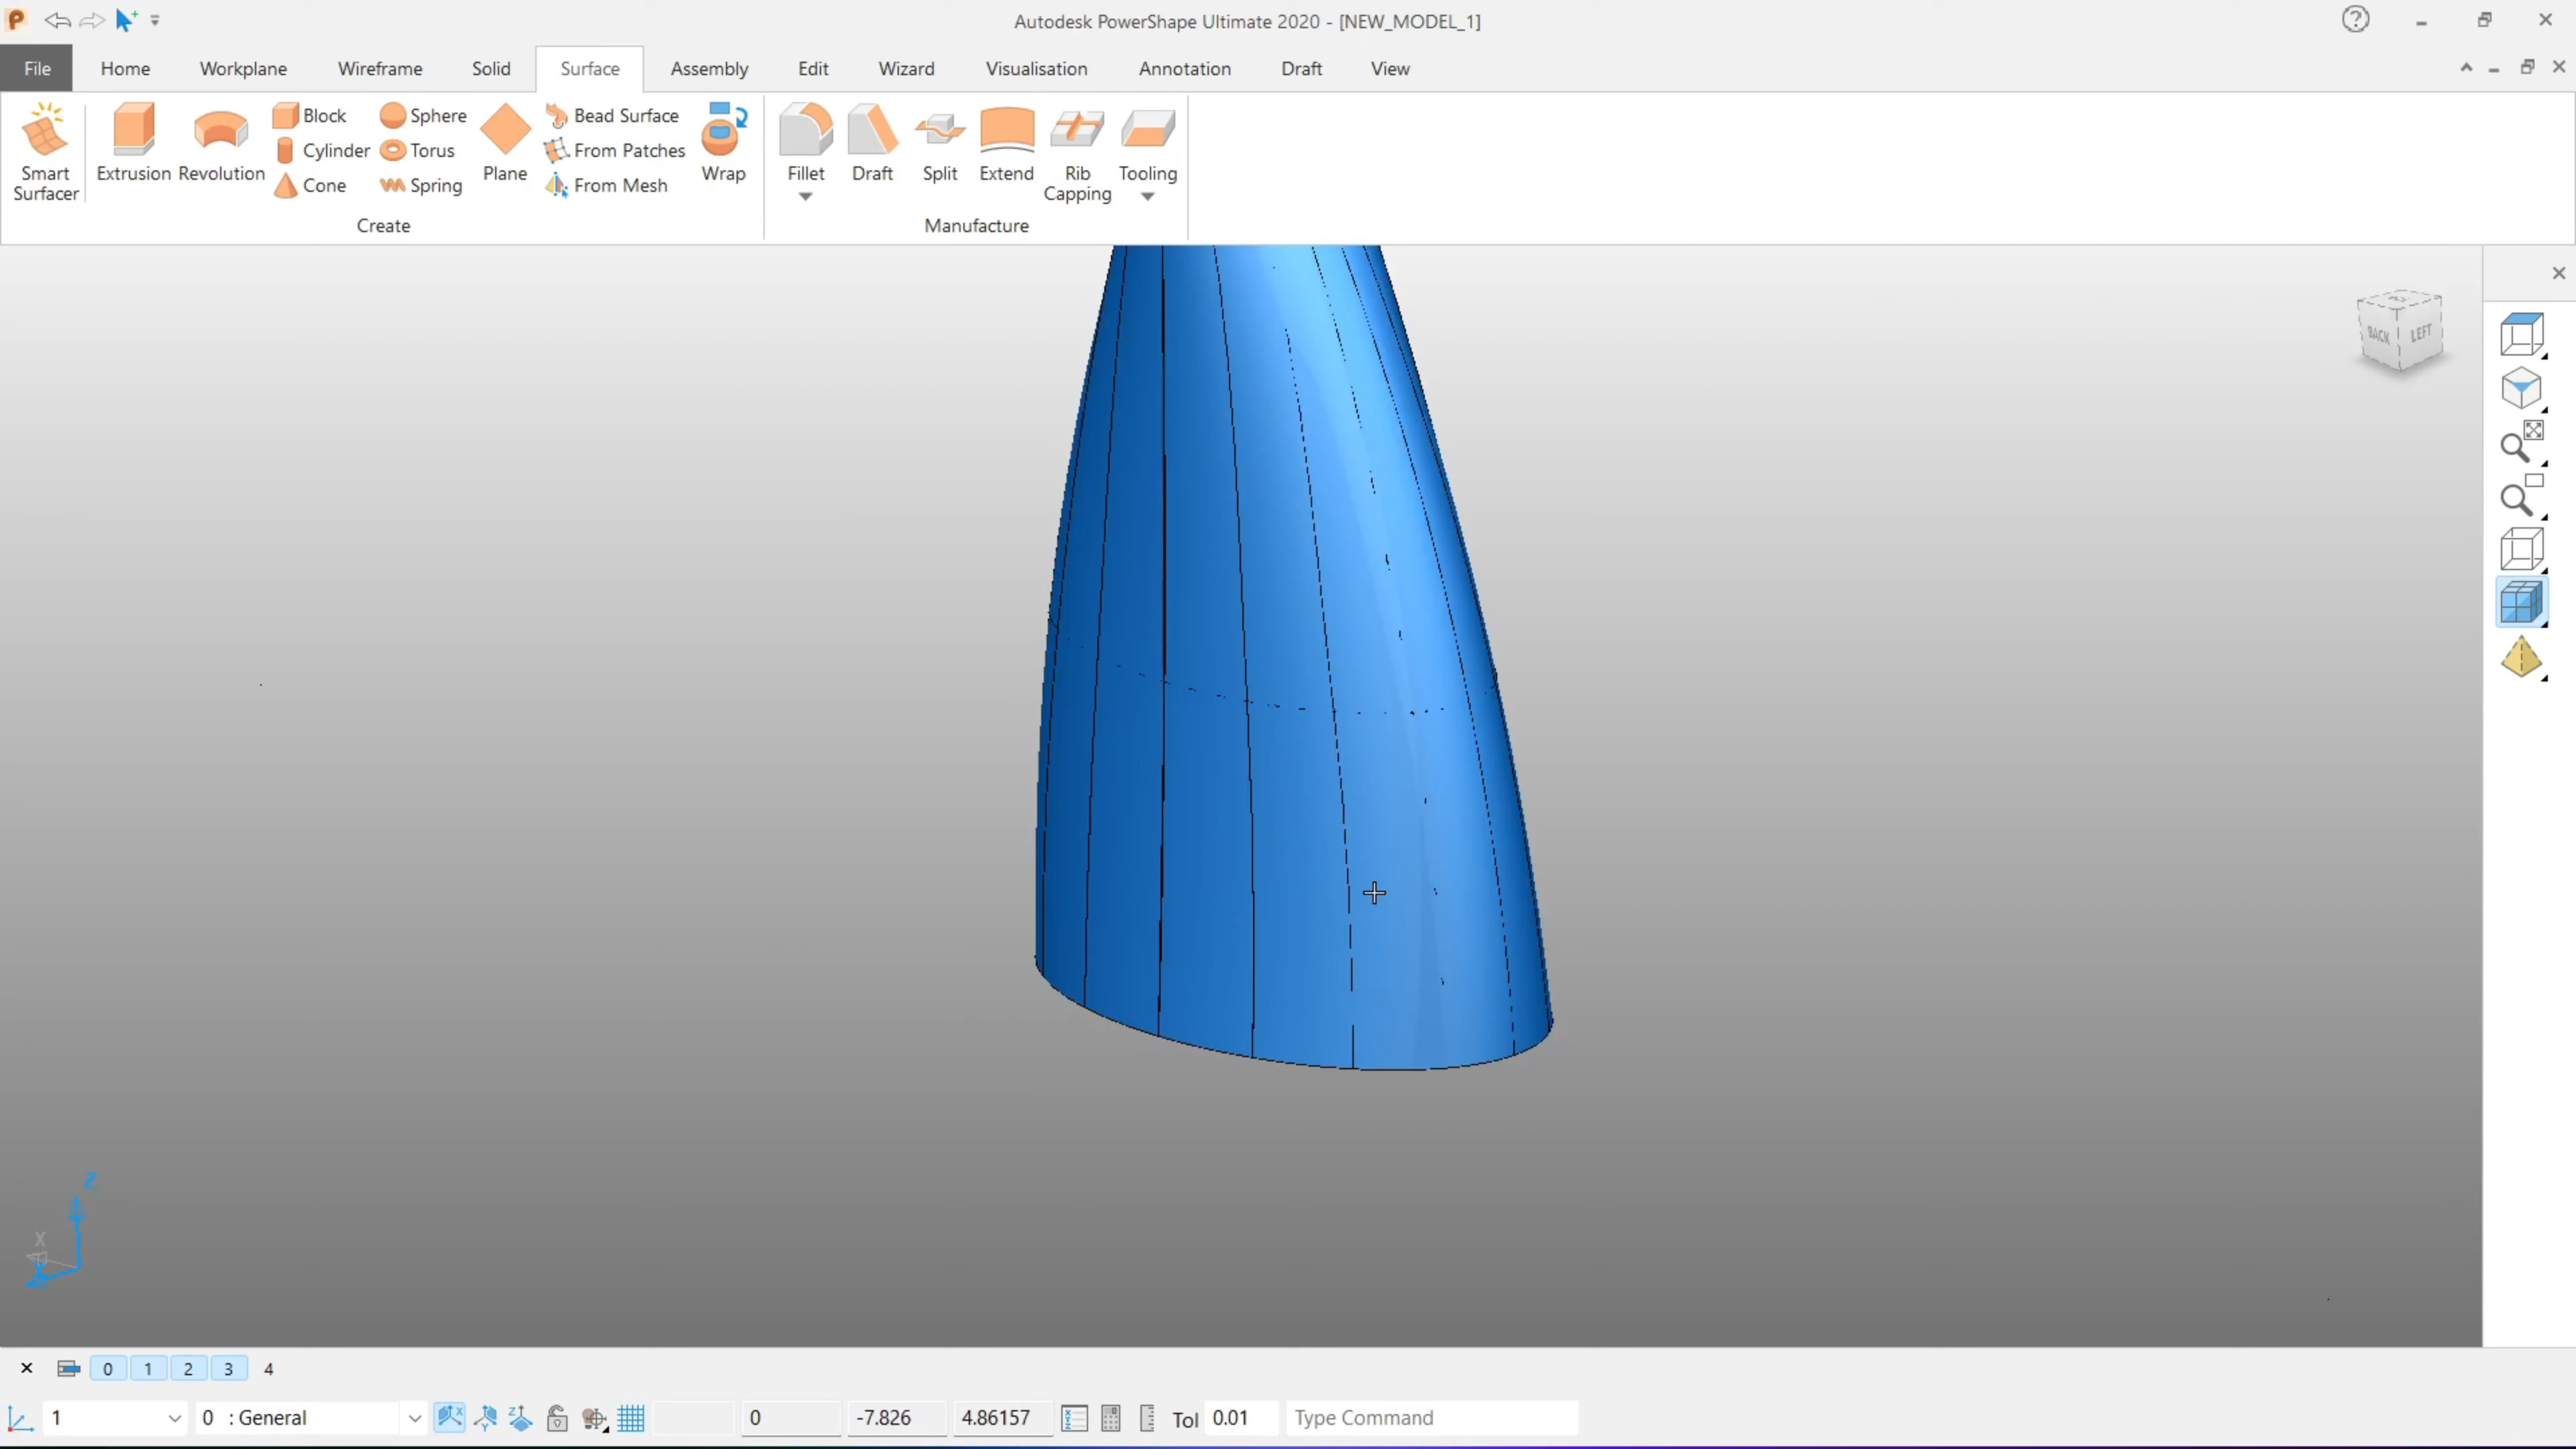 Autodesk PowerShape Ultimate 2020 - [NEW_MODEL_1]
File Home Workplane Wireframe Solid Surface Assembly Edit Wizard Visualisation Annotation Draft View
Smart Surfacer
Extrusion
Revolution
Block
Cylinder
Cone
Sphere
Torus
Spring
Plane
Bead Surface
From Patches
From Mesh
Wrap
Create
Fillet
Draft
Split
Extend
Rib Capping
Tooling
Manufacture
BACK LEFT
Z
X
0 1 2 3 4
1
0 : General
0
-7.826
4.86157
Tol 0.01
Type Command